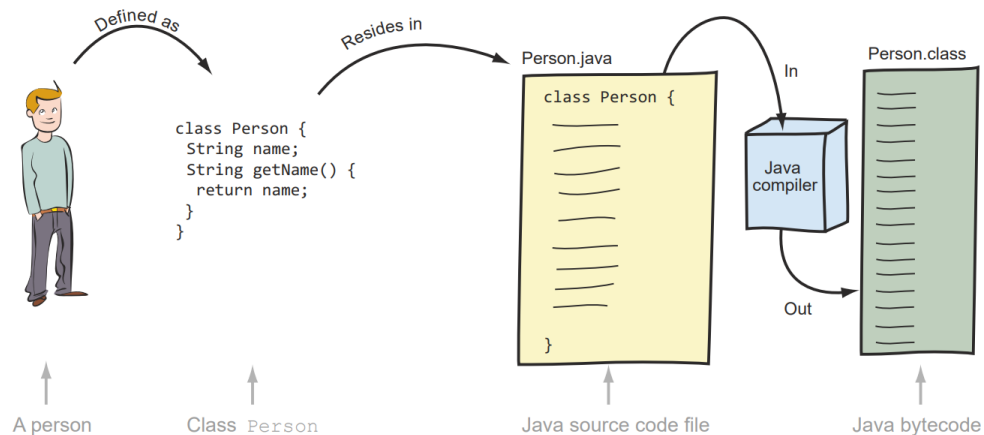 Defined as
class Person {
 String name;
 String getName() {
  return name;
 }
}
Resides in
Person.java
class Person {
}
In
Java
compiler
Out
Person.class
A person
Class Person
Java source code file
Java bytecode